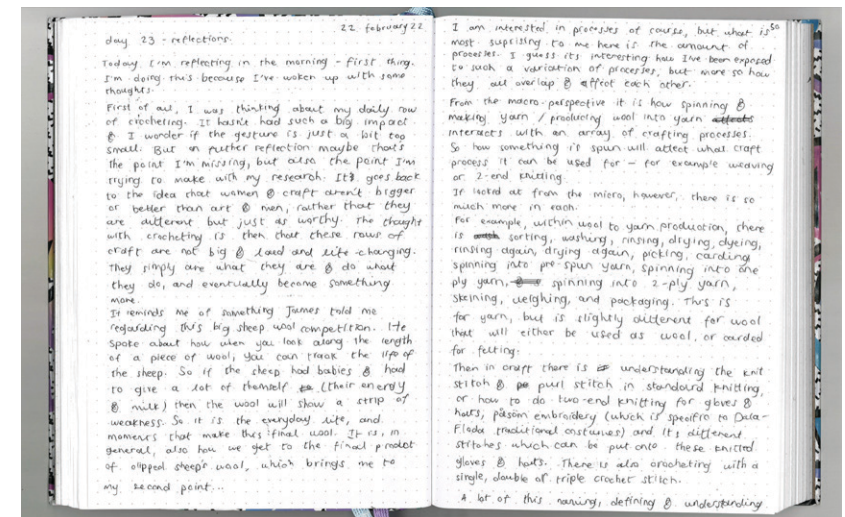 22 february 22
day 23 - reflections.
Today, I'm reflecting in the morning - first thing.
I'm doing this because I've woken up with some
thoughts.
First of all, I was thinking about my daily row
of crocheting. It hasn't had such a big impact
& I wonder if the gesture is just a bit too
small. But on further reflection maybe thats
the point I'm missing, but also the point I'm
trying to make with my research. It goes back
to the idea that women & craft aren't bigger
or better than art & men, rather that they
are different but just as worthy. The thought
with crocheting is then that these rows of
craft are not big & loud and life-changing.
They simply are what they are & do what
they do, and eventually become something
more.
It reminds me of something James told me
regarding this big sheep wool competition. He
spoke about how when you look along the length
of a piece of wool, you can track the life of
the sheep. So if the sheep had babies & had
to give a lot of themself (their energy
& milk) then the wool will show a strip of
weakness. So it is the everyday life, and
moments that make this final wool. It is, in
general, also how we get to the final product
of clipped sheep's wool, which brings me to
my second point...
50
I am interested in processes of course, but what is
most suprising to me here is the amount of
processes. I guess its interesting how I've been exposed
to such a variation of processes, but more so how
they all overlap & affect each other.
From the macro-perspective it is how spinning &
making yarn / producing wool into yarn affects
interacts with an array of crafting processes.
So how something is spun will affect what craft
process it can be used for - for example weaving
or 2-end knitting.
If looked at from the micro, however, there is so
much more in each.
For example, within wool to yarn production, there
is sorting, washing, rinsing, drying, dyeing,
rinsing again, drying again, picking, carding
spinning into pre-spun yarn, spinning into one
ply yarn, spinning into 2-ply yarn,
skeining, weighing, and packaging. This is
for yarn, but is slightly different for wool
that will either be used as wool, or carded
for felting.
Then in craft there is understanding the knit
stitch & purl stitch in standard knitting,
or how to do two-end knitting for gloves &
hats, påsöm embroidery (which is specific to Dala-
Floda traditional costumes) and its different
stitches which can be put onto these knitted
gloves & hats. There is also crocheting with a
single, double or triple crochet stitch.
A lot of this naming, defining & understanding